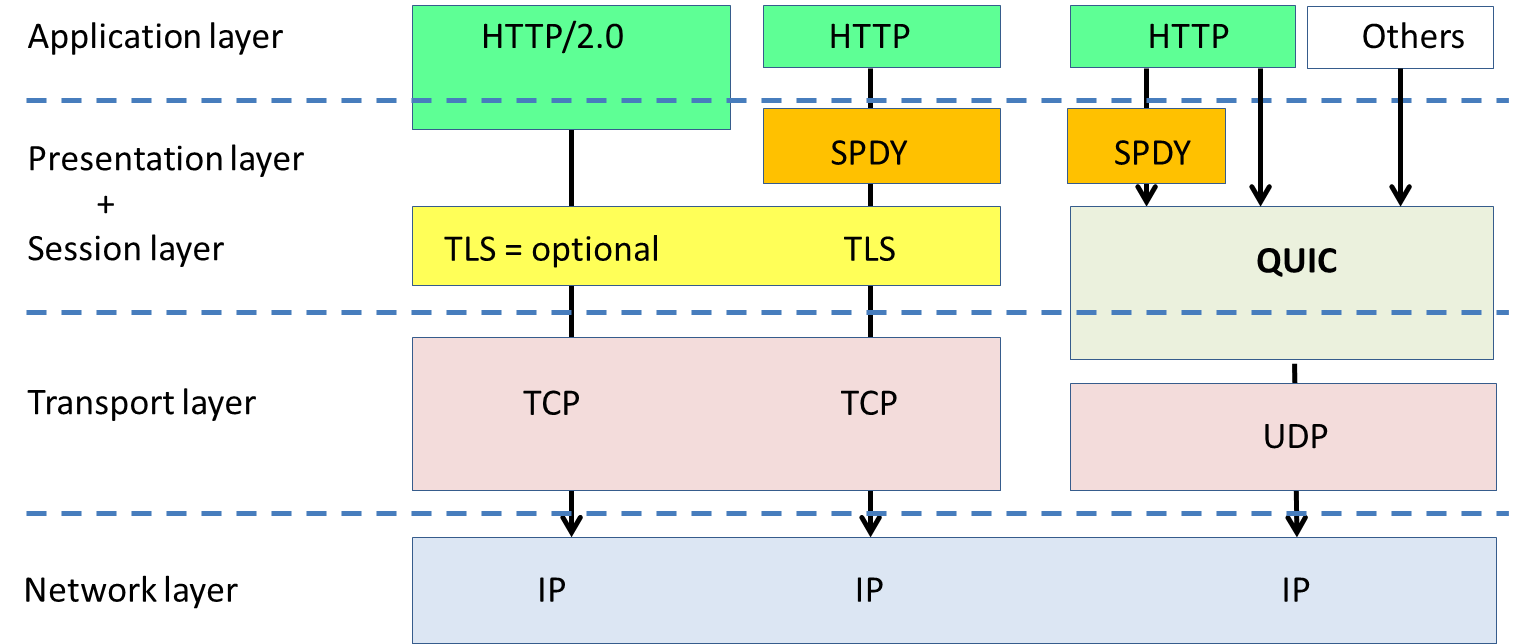 Application layer
HTTP/2.0
HTTP
HTTP
Others
Presentation layer
+
Session layer
SPDY
SPDY
TLS = optional
TLS
QUIC
Transport layer
TCP
TCP
UDP
Network layer
IP
IP
IP